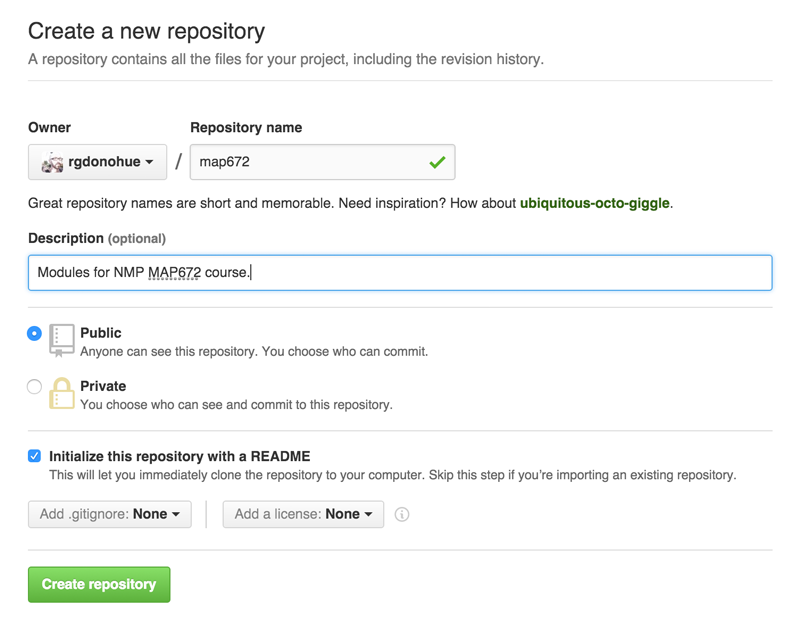 Create a new repository
A repository contains all the files for your project, including the revision history.
Owner Repository name
rgdonohue / map672
Great repository names are short and memorable. Need inspiration? How about ubiquitous-octo-giggle.
Description (optional)
Modules for NMP MAP672 course.
Public
Anyone can see this repository. You choose who can commit.
Private
You choose who can see and commit to this repository.
Initialize this repository with a README
This will let you immediately clone the repository to your computer. Skip this step if you’re importing an existing repository.
Add .gitignore: None Add a license: None
Create repository